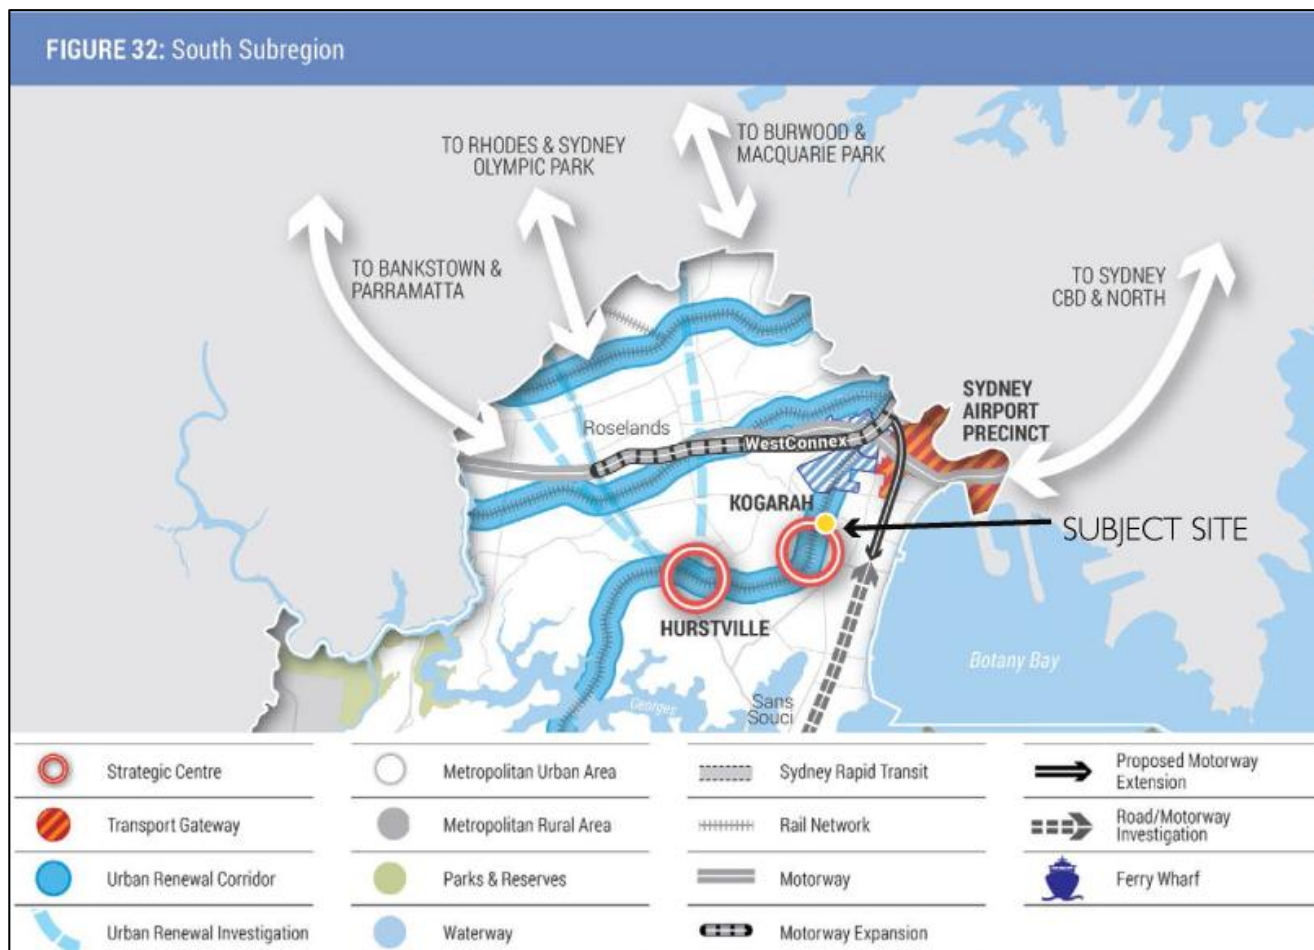 FIGURE 32: South Subregion
TO RHODES & SYDNEY
OLYMPIC PARK
TO BURWOOD &
MACQUARIE PARK
TO BANKSTOWN &
PARRAMATTA
TO SYDNEY
CBD & NORTH
SYDNEY
AIRPORT
PRECINCT
Roselands
WestConnex
KOGARAH
SUBJECT SITE
HURSTVILLE
Botany Bay
Sans
Souci
Georges
Strategic Centre
Metropolitan Urban Area
Sydney Rapid Transit
Proposed Motorway
Extension
Transport Gateway
Metropolitan Rural Area
Rail Network
Road/Motorway
Investigation
Urban Renewal Corridor
Parks & Reserves
Motorway
Ferry Wharf
Urban Renewal Investigation
Waterway
Motorway Expansion